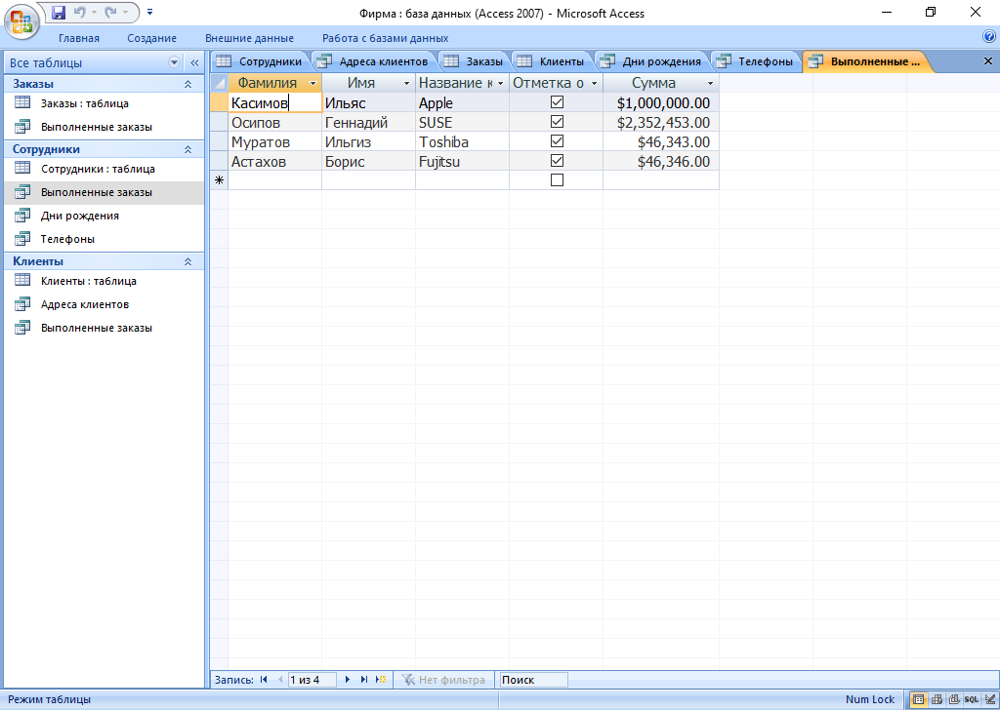 Фирма : база данных (Access 2007) - Microsoft Access
Главная Создание Внешние данные Работа с базами данных
Все таблицы
Заказы
Заказы : таблица
Выполненные заказы
Сотрудники
Сотрудники : таблица
Выполненные заказы
Дни рождения
Телефоны
Клиенты
Клиенты : таблица
Адреса клиентов
Выполненные заказы
Сотрудники Адреса клиентов Заказы Клиенты Дни рождения Телефоны Выполненные ...
Фамилия Имя Название к Отметка о Сумма
Касимов Ильяс Apple $1,000,000.00
Осипов Геннадий SUSE $2,352,453.00
Муратов Ильгиз Toshiba $46,343.00
Астахов Борис Fujitsu $46,346.00
Запись: 1 из 4 Нет фильтра Поиск
Режим таблицы Num Lock SQL